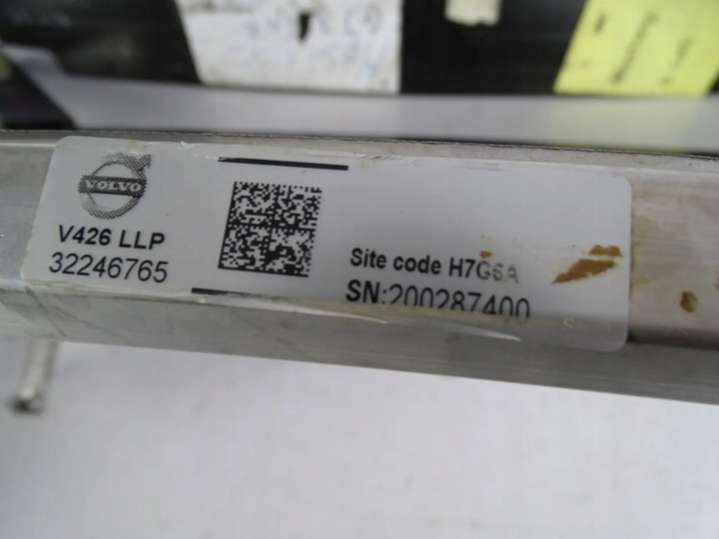 VOLVO
V426 LLP
32246765
Site code H7G6A
SN:200287400